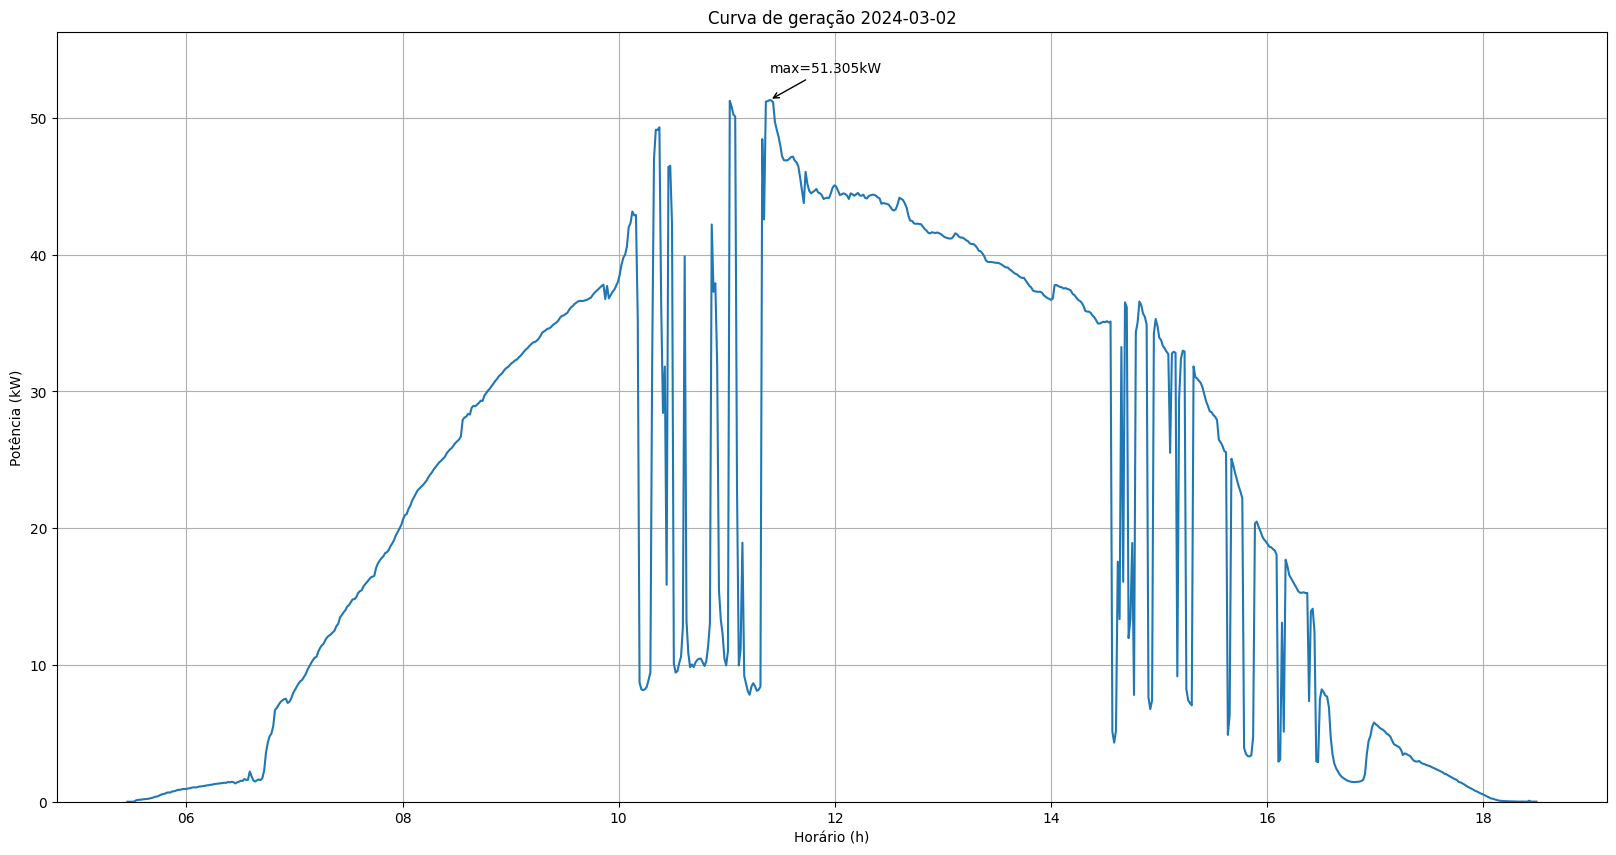 Curva de geração 2024-03-02
max=51.305kW
50
40
30
20
10
0
Potência (kW)
06 08 10 12 14 16 18
Horário (h)